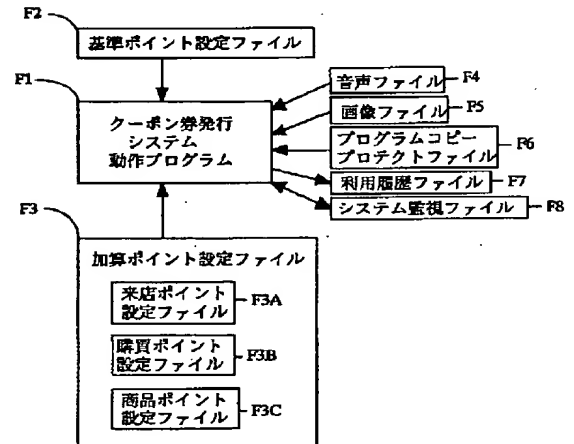 F2
基準ポイント設定ファイル
F1
クーポン券発行
システム
動作プログラム
音声ファイル
F4
画像ファイル
F5
プログラムコピー
プロテクトファイル
F6
利用履歴ファイル
F7
システム監視ファイル
F8
F3
加算ポイント設定ファイル
来店ポイント
設定ファイル
F3A
購買ポイント
設定ファイル
F3B
商品ポイント
設定ファイル
F3C